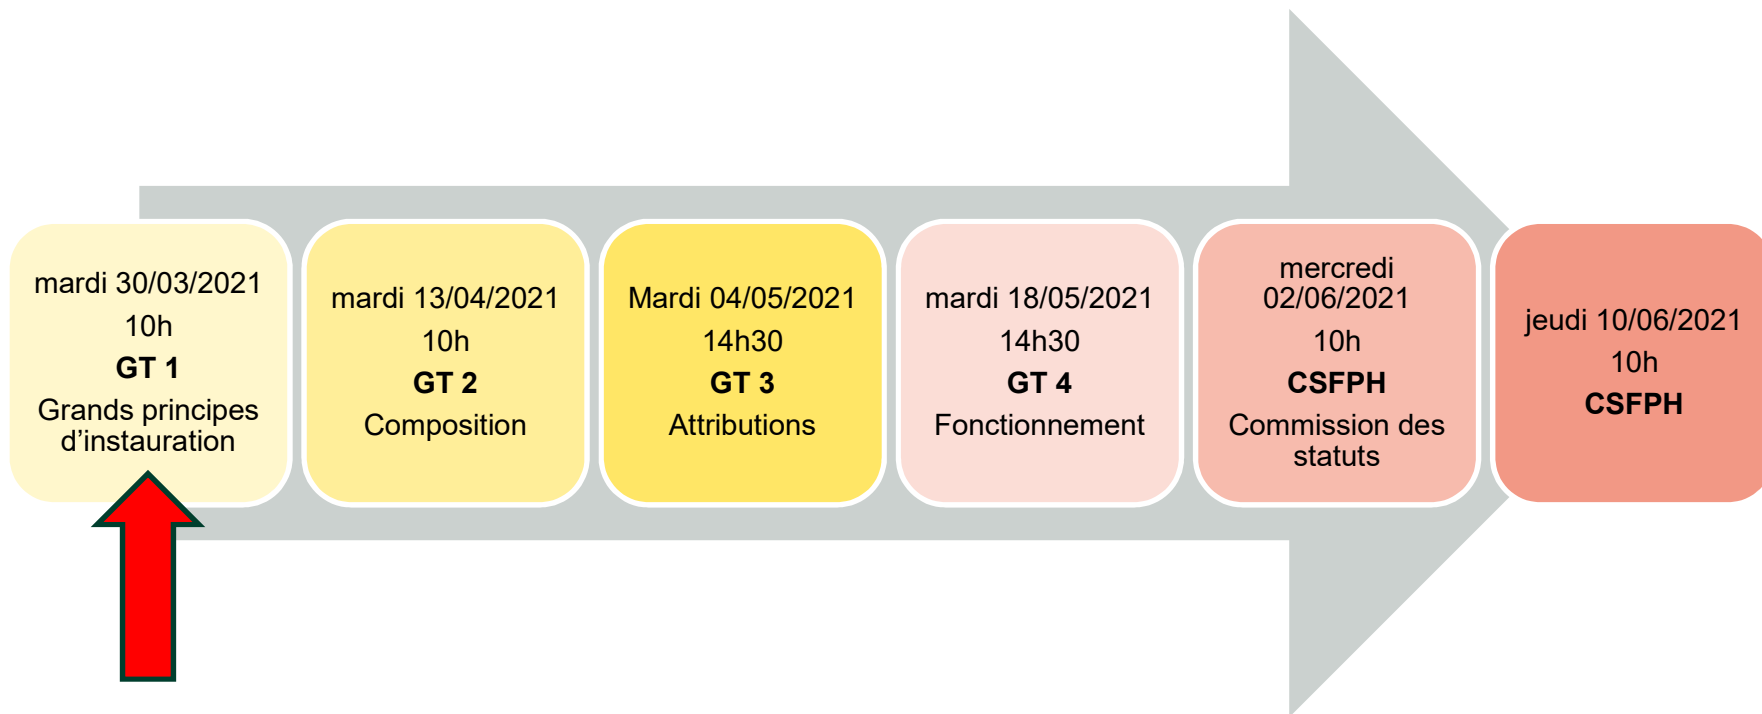 mardi 30/03/2021
10h
GT 1
Grands principes
d’instauration
mardi 13/04/2021
10h
GT 2
Composition
Mardi 04/05/2021
14h30
GT 3
Attributions
mardi 18/05/2021
14h30
GT 4
Fonctionnement
mercredi
02/06/2021
10h
CSFPH
Commission des
statuts
jeudi 10/06/2021
10h
CSFPH